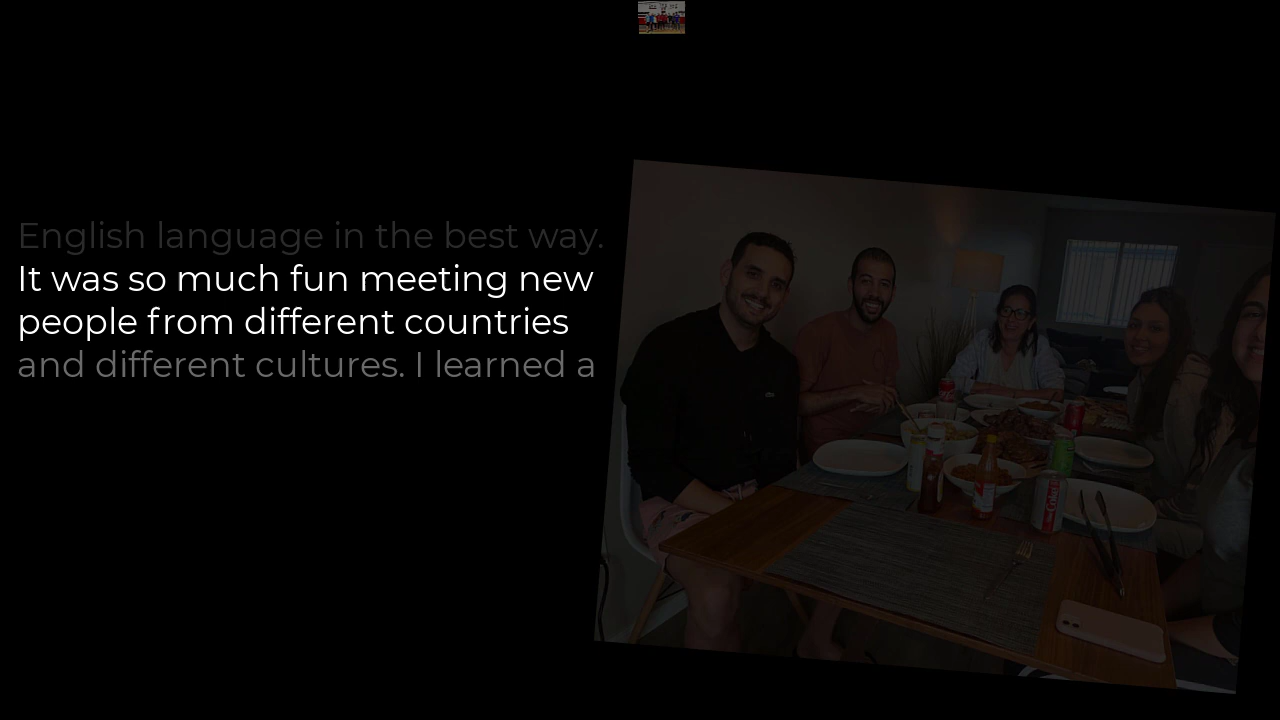 English language in the best way.
It was so much fun meeting new
people from different countries
and different cultures. I learned a